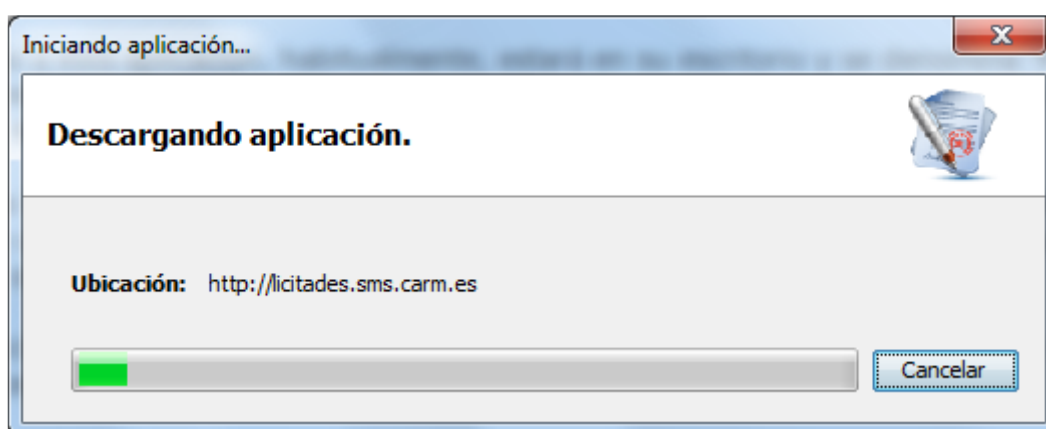 Iniciando aplicación...
Descargando aplicación.
Ubicación: http://licitades.sms.carm.es
Cancelar